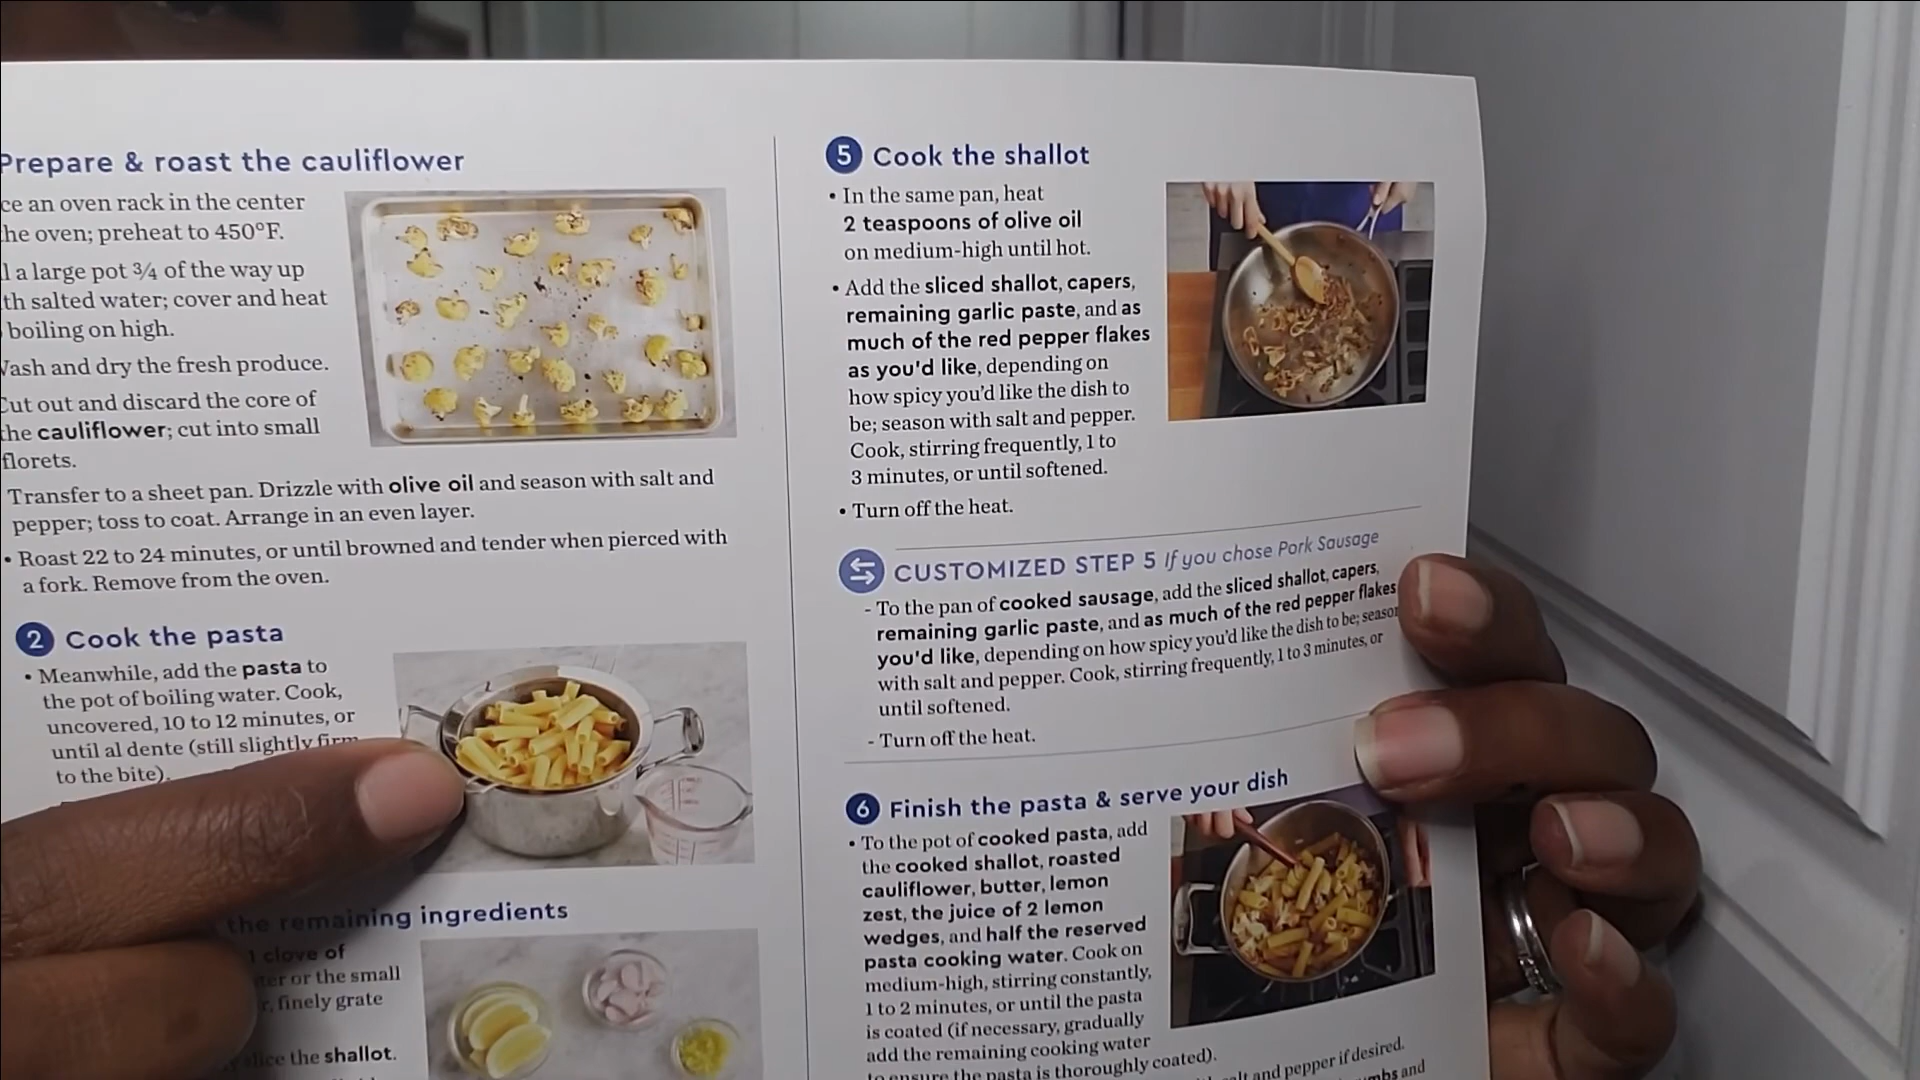 Prepare & roast the cauliflower
an oven rack in the center
oven; preheat to 450°F.
a large pot 3/4 of the way up
salted water; cover and heat
boiling on high.
and dry the fresh produce.
Cut out and discard the core of
the cauliflower; cut into small
florets.
Transfer to a sheet pan. Drizzle with olive oil and season with salt and
pepper; toss to coat. Arrange in an even layer.
• Roast 22 to 24 minutes, or until browned and tender when pierced with
a fork. Remove from the oven.
2 Cook the pasta
• Meanwhile, add the pasta to
the pot of boiling water. Cook,
uncovered, 10 to 12 minutes, or
until al dente (still slightly firm
to the bite).
the remaining ingredients
1 clove of
or the small
finely grate
the shallot.
5 Cook the shallot
• In the same pan, heat
2 teaspoons of olive oil
on medium-high until hot.
• Add the sliced shallot, capers,
remaining garlic paste, and as
much of the red pepper flakes
as you'd like, depending on
how spicy you'd like the dish to
be; season with salt and pepper.
Cook, stirring frequently, 1 to
3 minutes, or until softened.
• Turn off the heat.
CUSTOMIZED STEP 5 If you chose Pork Sausage
- To the pan of cooked sausage, add the sliced shallot, capers,
remaining garlic paste, and as much of the red pepper flakes
you'd like, depending on how spicy you'd like the dish to be; season
with salt and pepper. Cook, stirring frequently, 1 to 3 minutes, or
until softened.
- Turn off the heat.
6 Finish the pasta & serve your dish
• To the pot of cooked pasta, add
the cooked shallot, roasted
cauliflower, butter, lemon
zest, the juice of 2 lemon
wedges, and half the reserved
pasta cooking water. Cook on
medium-high, stirring constantly,
1 to 2 minutes, or until the pasta
is coated (if necessary, gradually
add the remaining cooking water
to ensure the pasta is thoroughly coated).
salt and pepper if desired.
and